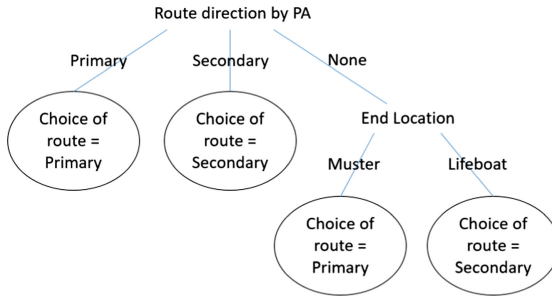 Route direction by PA
Primary
Secondary
None
Choice of
route =
Primary
Choice of
route =
Secondary
End Location
Muster
Lifeboat
Choice of
route =
Primary
Choice of
route =
Secondary